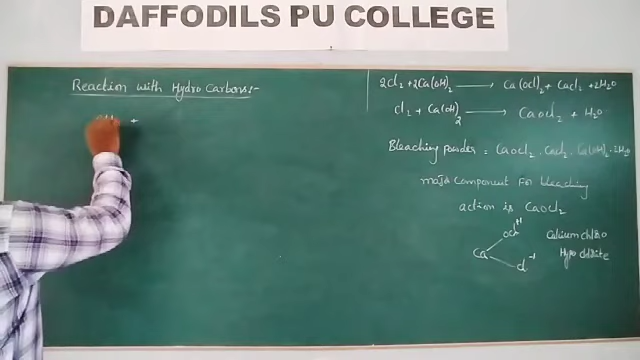 DAFFODILS PU COLLEGE
Reaction with Hydro Carbons:-
+
2Cl₂ + 2Ca(OH)₂ → Ca(OCl)₂ + CaCl₂ + 2H₂O
Cl₂ + Ca(OH)₂ → CaOCl₂ + H₂O
Bleaching powder = CaOCl₂ . CaCl₂ . Ca(OH)₂ . 2H₂O
major Component For bleaching
action is CaOCl₂
OCl⁺¹ Calcium chloro
Ca Hypo chlorite
Cl⁻¹